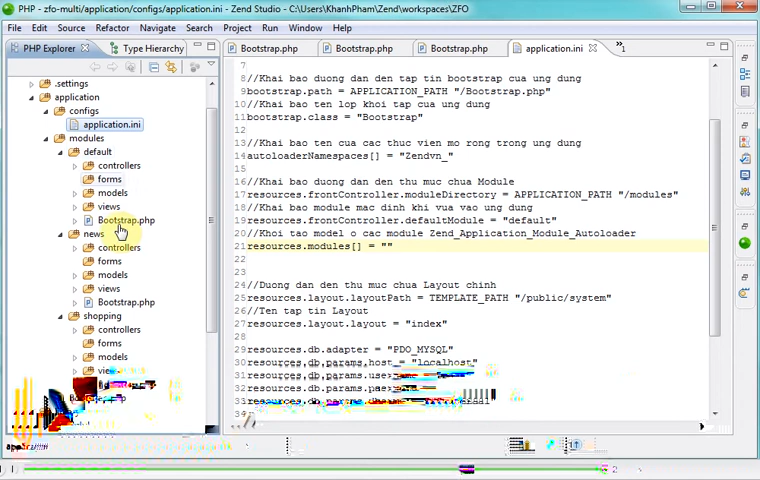 PHP - zfo-multi/application/configs/application.ini - Zend Studio - C:\Users\KhanhPham\Zend\workspaces\ZFO
File Edit Source Refactor Navigate Search Project Run Window Help
PHP Explorer
Type Hierarchy
Bootstrap.php
Bootstrap.php
Bootstrap.php
application.ini
»1
.settings
application
configs
application.ini
modules
default
controllers
forms
models
views
Bootstrap.php
news
controllers
forms
models
views
Bootstrap.php
shopping
controllers
forms
models
7
8 //Khai bao duong dan den tap tin bootstrap cua ung dung
9 bootstrap.path = APPLICATION_PATH "/Bootstrap.php"
10 //Khai bao ten lop khoi tap cua ung dung
11 bootstrap.class = "Bootstrap"
12
13 //Khai bao ten cua cac thuc vien mo rong trong ung dung
14 autoloaderNamespaces[] = "Zendvn_"
15
16 //Khai bao duong dan den thu muc chua Module
17 resources.frontController.moduleDirectory = APPLICATION_PATH "/modules"
18 //Khai bao module mac dinh khi vua vao ung dung
19 resources.frontController.defaultModule = "default"
20 //Khoi tao model o cac module Zend_Application_Module_Autoloader
21 resources.modules[] = ""
22
23
24 //Duong dan den thu muc chua Layout chinh
25 resources.layout.layoutPath = TEMPLATE_PATH "/public/system"
26 //Ten tap tin Layout
27 resources.layout.layout = "index"
28
29 resources.db.adapter = "PDO_MYSQL"
30 resources.db.params.host = "localhost"
31
32
33
34
2